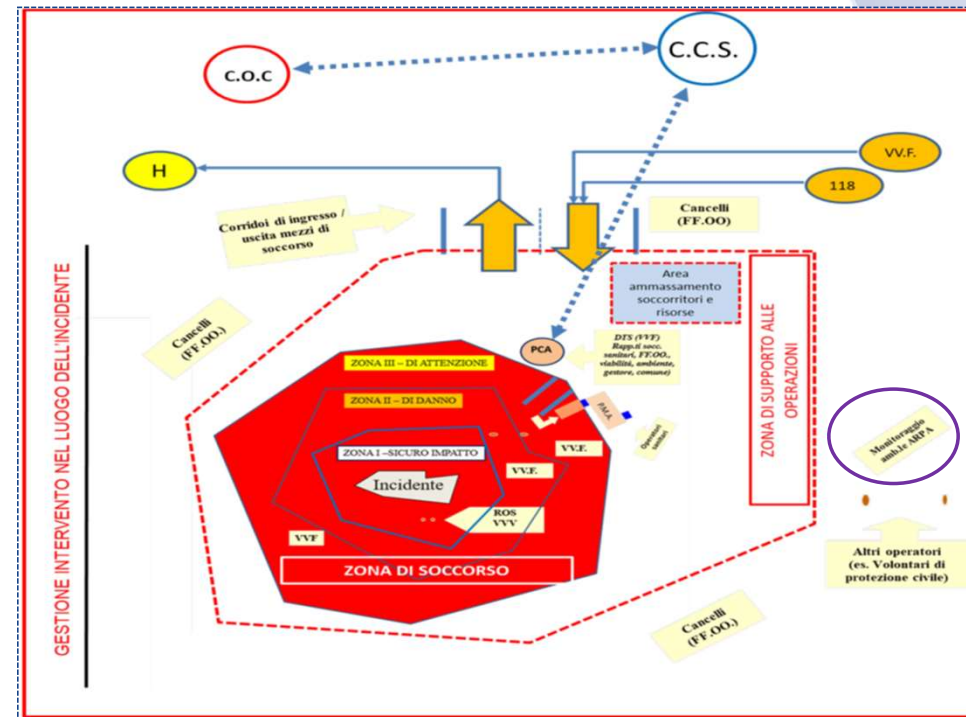 C.O.C
C.C.S.
H
VV.F.
118
Corridoi di ingresso /
uscita mezzi di
soccorso
Cancelli
(FF.OO)
GESTIONE INTERVENTO NEL LUOGO DELL'INCIDENTE
Cancelli
(FF.OO.)
Area
ammassamento
soccorritori e
risorse
ZONA DI SUPPORTO ALLE
OPERAZIONI
PCA
DTS (VVF)
Rapp.ti socc.
sanitari, FF.OO.,
viabilità, ambiente,
gestore, comune)
ZONA III – DI ATTENZIONE
ZONA II – DI DANNO
P.M.A.
Operatori
sanitari
ZONA I –SICURO IMPATTO
VV.F.
VV.F.
Incidente
ROS
VVV
VVF
ZONA DI SOCCORSO
Monitoraggio
amb.le ARPA
Altri operatori
(es. Volontari di
protezione civile)
Cancelli
(FF.OO.)